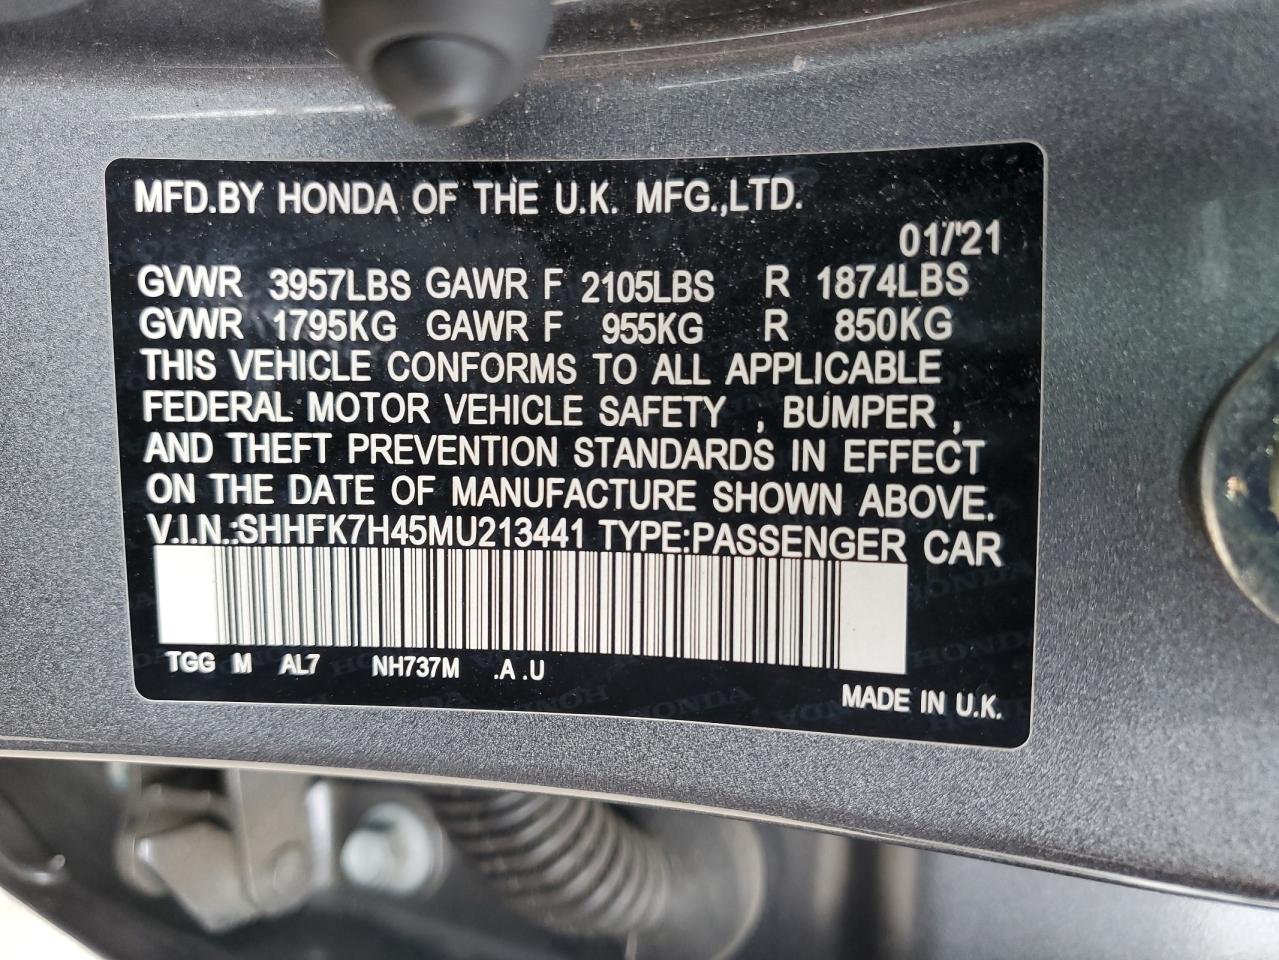 MFD.BY HONDA OF THE U.K. MFG.,LTD.
01/'21
GVWR 3957LBS GAWR F 2105LBS R 1874LBS
GVWR 1795KG GAWR F 955KG R 850KG
THIS VEHICLE CONFORMS TO ALL APPLICABLE
FEDERAL MOTOR VEHICLE SAFETY , BUMPER ,
AND THEFT PREVENTION STANDARDS IN EFFECT
ON THE DATE OF MANUFACTURE SHOWN ABOVE.
V.I.N.:SHHFK7H45MU213441 TYPE:PASSENGER CAR
TGG M AL7 NH737M .A .U
MADE IN U.K.